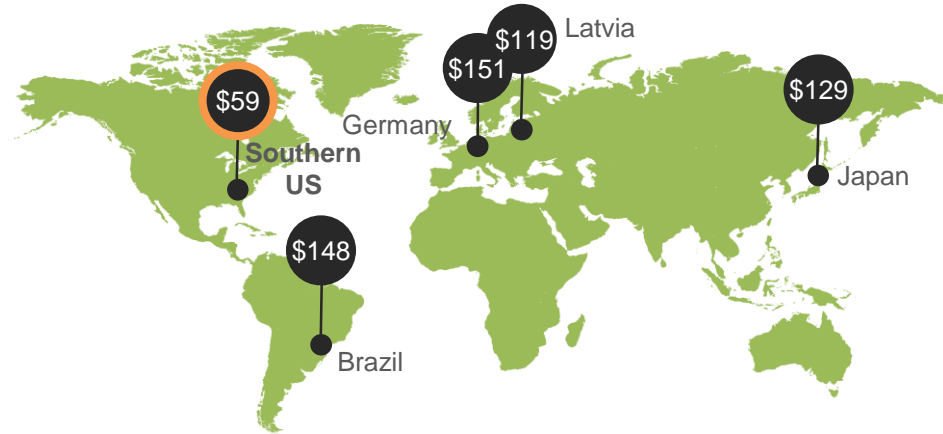 $119
Latvia
$151
$59
$129
Germany
Southern
US
Japan
$148
Brazil